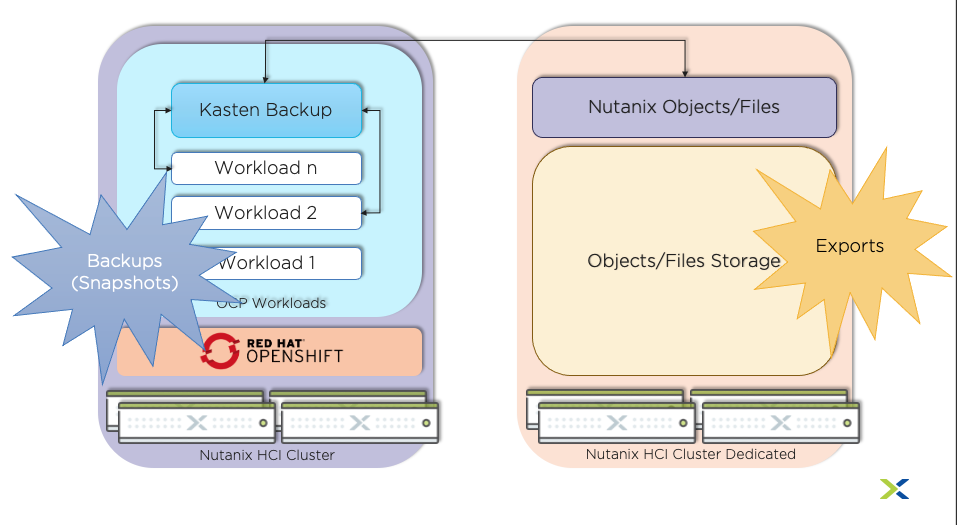 Kasten Backup
Workload n
Workload 2
Workload 1
OCP Workloads
Backups
(Snapshots)
RED HAT®
OPENSHIFT
Nutanix HCI Cluster
Nutanix Objects/Files
Objects/Files Storage
Exports
Nutanix HCI Cluster Dedicated